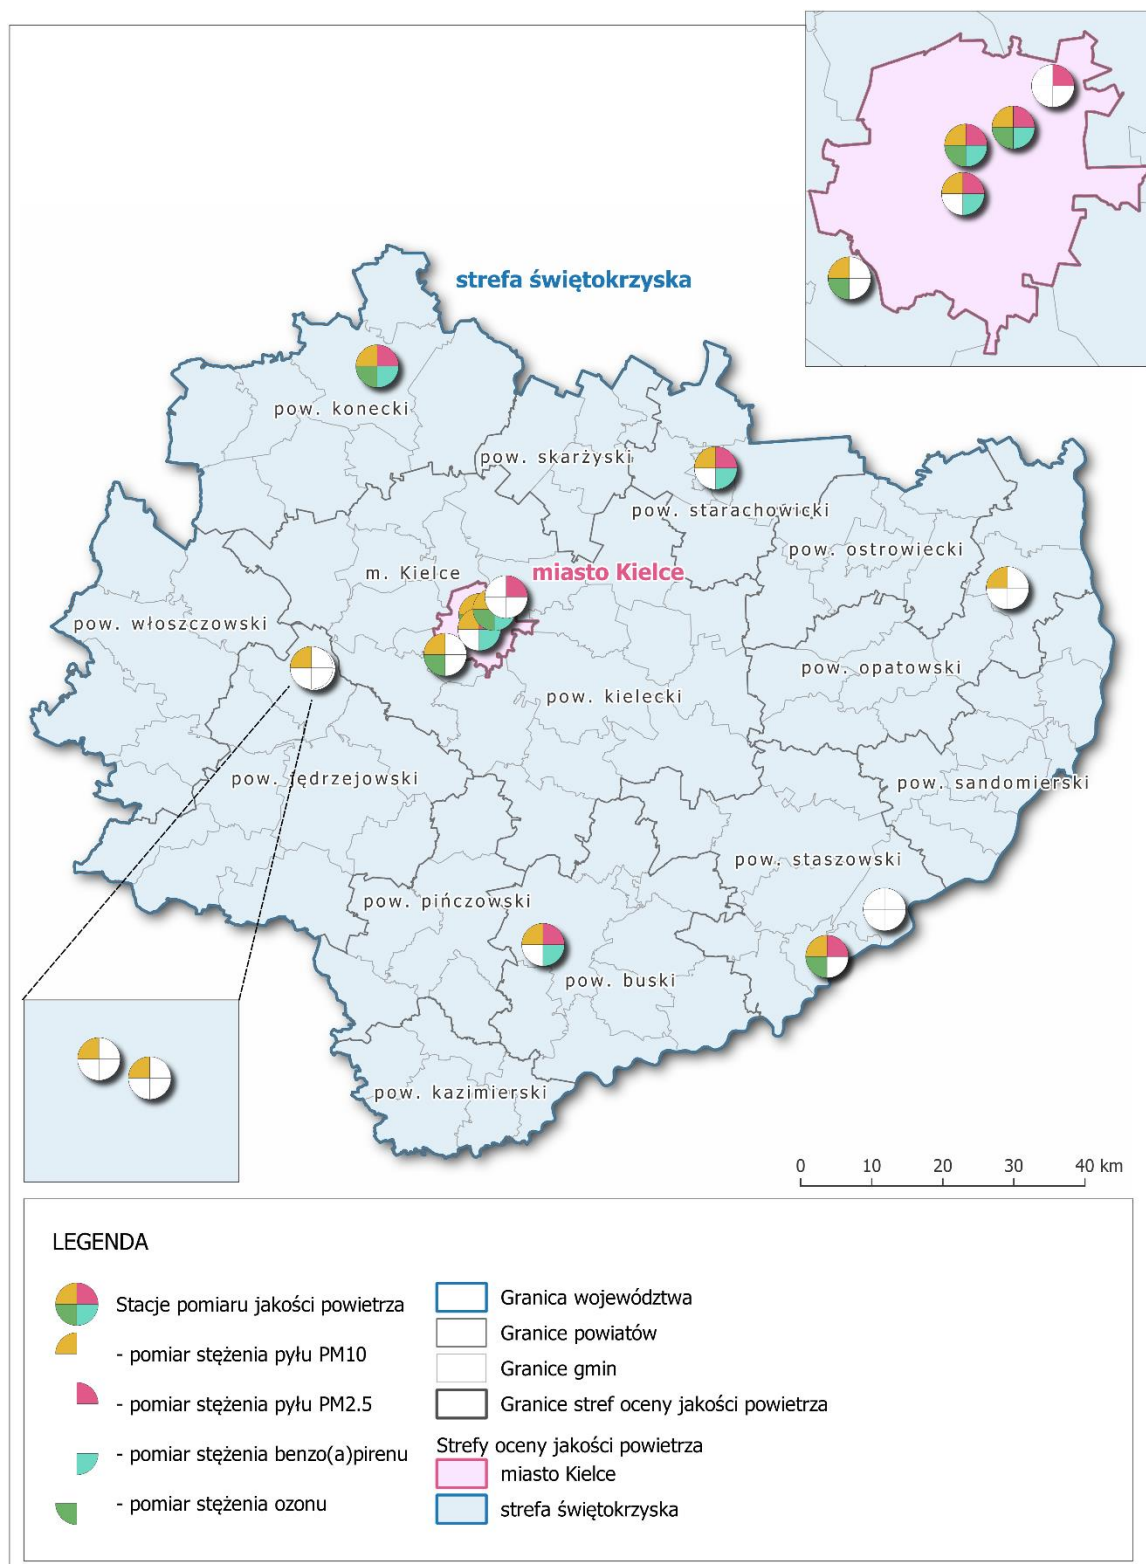 strefa świętokrzyska
pow. konecki
pow. skarżyski
pow. starachowicki
pow. ostrowiecki
m. Kielce
miasto Kielce
pow. włoszczowski
pow. opatowski
pow. kielecki
pow. jędrzejowski
pow. sandomierski
pow. staszowski
pow. pińczowski
pow. buski
pow. kazimierski
0 10 20 30 40 km
LEGENDA
Stacje pomiaru jakości powietrza
- pomiar stężenia pyłu PM10
- pomiar stężenia pyłu PM2.5
- pomiar stężenia benzo(a)pirenu
- pomiar stężenia ozonu
Granica województwa
Granice powiatów
Granice gmin
Granice stref oceny jakości powietrza
Strefy oceny jakości powietrza
miasto Kielce
strefa świętokrzyska